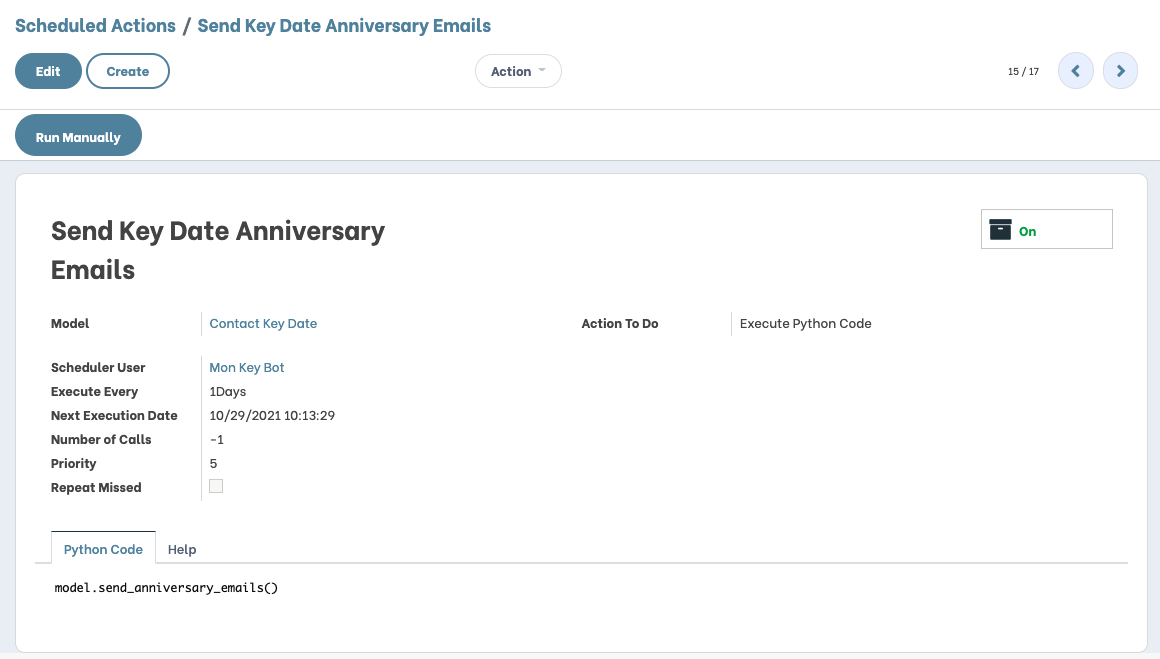 Scheduled Actions / Send Key Date Anniversary Emails
Edit Create Action 15 / 17
Run Manually
Send Key Date Anniversary
Emails
On
Model Contact Key Date Action To Do Execute Python Code
Scheduler User Mon Key Bot
Execute Every 1Days
Next Execution Date 10/29/2021 10:13:29
Number of Calls -1
Priority 5
Repeat Missed
Python Code Help
model.send_anniversary_emails()